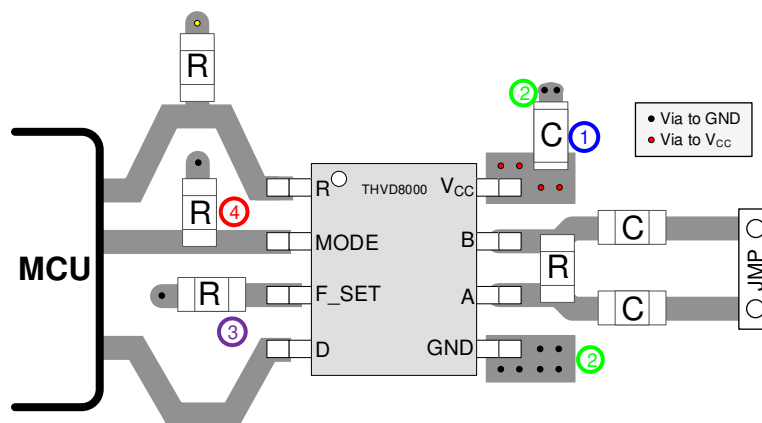 R
2
C
1
Via to GND
Via to VCC
R
THVD8000
VCC
R
4
MODE
B
C
MCU
R
JMP
R
F_SET
A
C
3
D
GND
2